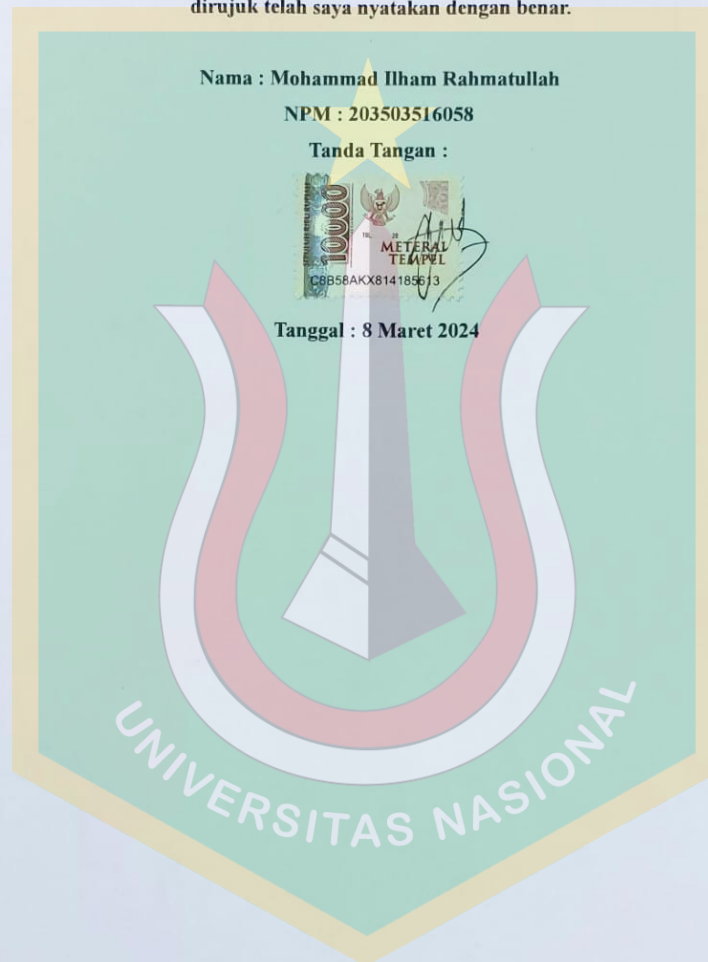 dirujuk telah saya nyatakan dengan benar.
Nama : Mohammad Ilham Rahmatullah
NPM : 203503516058
Tanda Tangan :
10000
METERAI
TEMPEL
C8B58AKX814185613
Tanggal : 8 Maret 2024
UNIVERSITAS NASIONAL